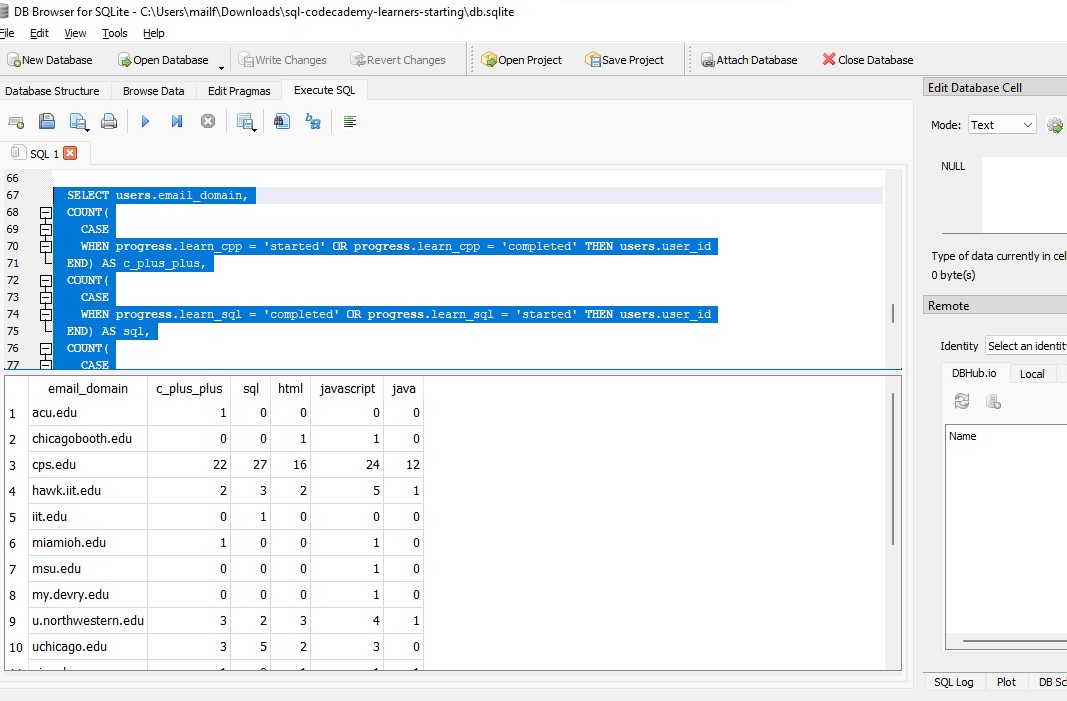 DB Browser for SQLite - C:\Users\mailf\Downloads\sql-codecademy-learners-starting\db.sqlite
File Edit View Tools Help
New Database Open Database Write Changes Revert Changes Open Project Save Project Attach Database Close Database
Database Structure Browse Data Edit Pragmas Execute SQL
SQL 1
66
67 SELECT users.email_domain,
68 COUNT(
69 CASE
70 WHEN progress.learn_cpp = 'started' OR progress.learn_cpp = 'completed' THEN users.user_id
71 END) AS c_plus_plus,
72 COUNT(
73 CASE
74 WHEN progress.learn_sql = 'completed' OR progress.learn_sql = 'started' THEN users.user_id
75 END) AS sql,
76 COUNT(
77 CASE
email_domain c_plus_plus sql html javascript java
1 acu.edu 1 0 0 0 0
2 chicagobooth.edu 0 0 1 1 0
3 cps.edu 22 27 16 24 12
4 hawk.iit.edu 2 3 2 5 1
5 iit.edu 0 1 0 0 0
6 miamioh.edu 1 0 0 1 0
7 msu.edu 0 0 0 1 0
8 my.devry.edu 0 0 0 1 0
9 u.northwestern.edu 3 2 3 4 1
10 uchicago.edu 3 5 2 3 0
Edit Database Cell
Mode: Text
NULL
Type of data currently in cel
0 byte(s)
Remote
Identity Select an identit
DBHub.io Local
Name
SQL Log Plot DB Sc